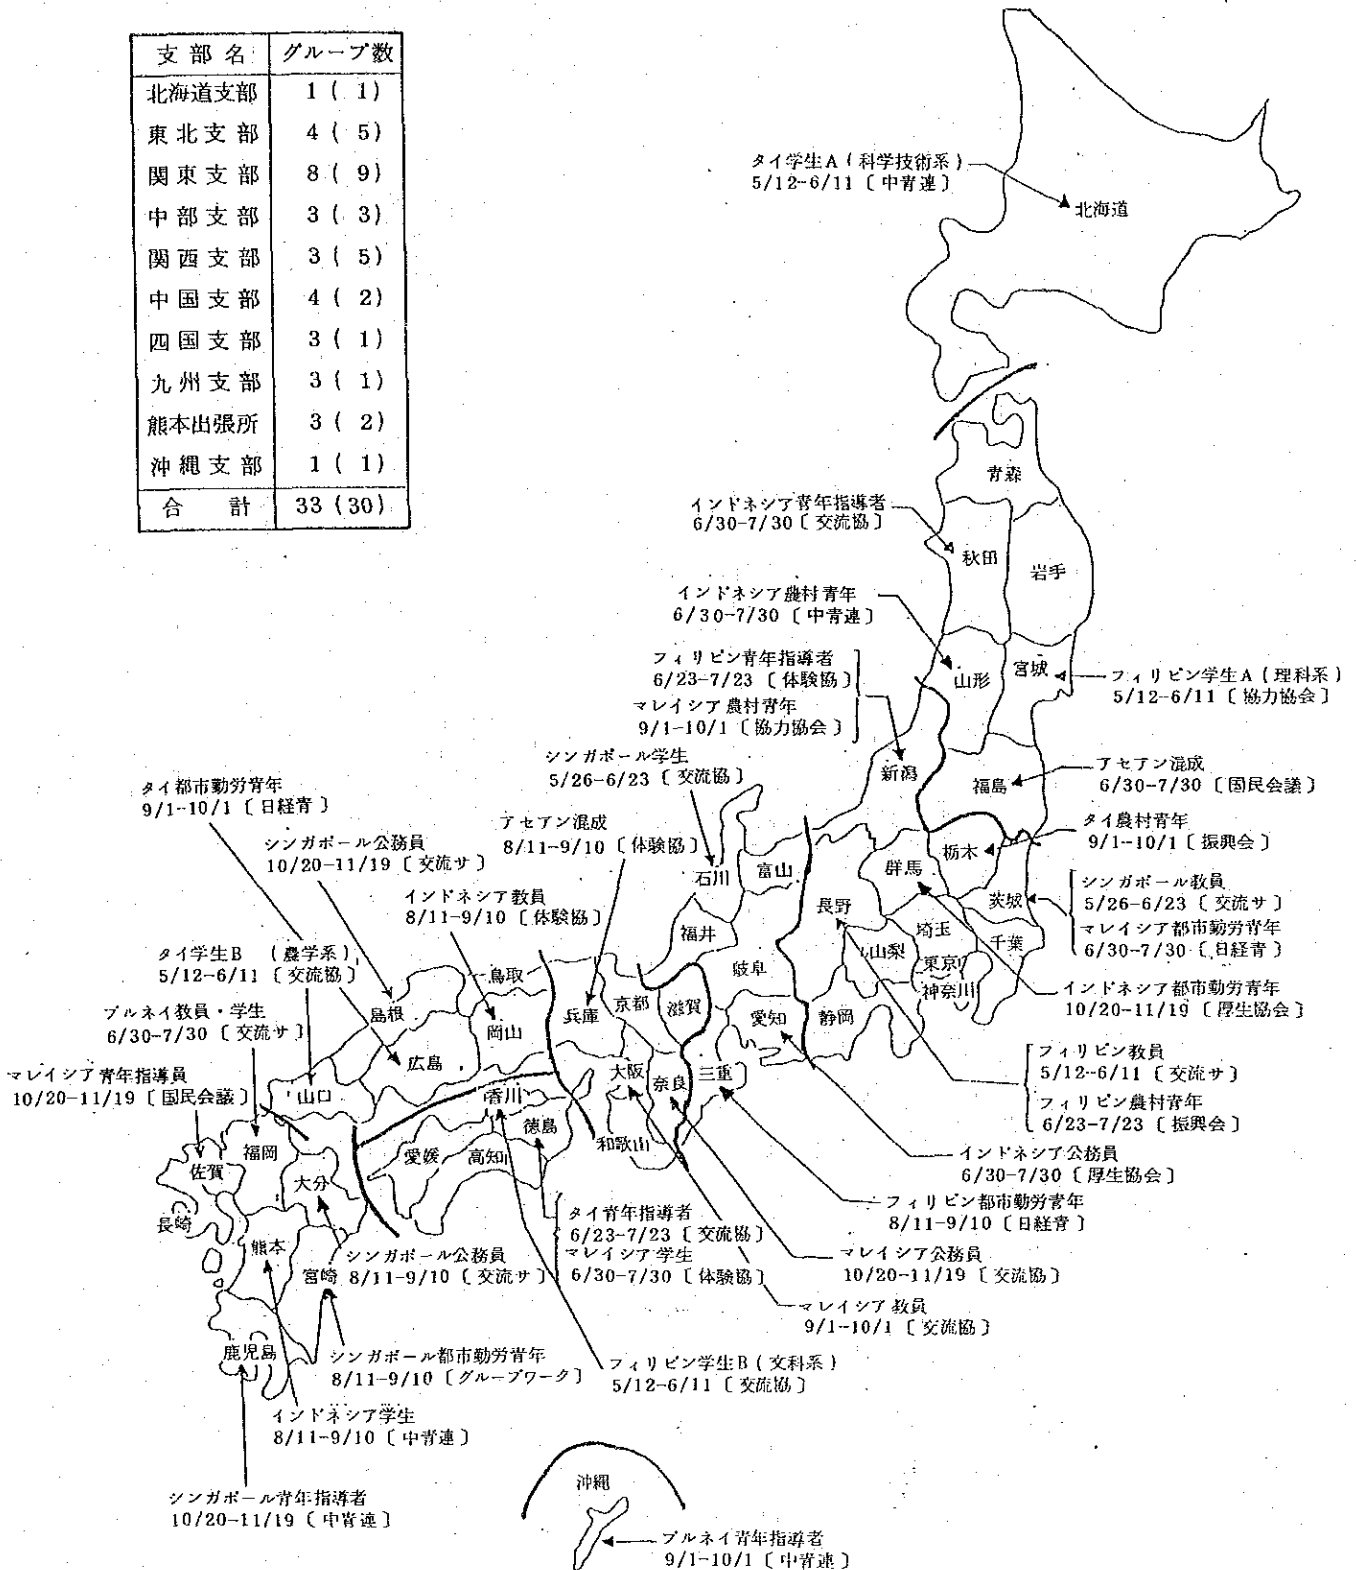 支部名 グループ数
北海道支部 1 ( 1)
東北支部 4 ( 5)
関東支部 8 ( 9)
中部支部 3 ( 3)
関西支部 3 ( 5)
中国支部 4 ( 2)
四国支部 3 ( 1)
九州支部 3 ( 1)
熊本出張所 3 ( 2)
沖縄支部 1 ( 1)
合計 33 (30)
タイ学生A(科学技術系)
5/12-6/11〔中青連〕
北海道
青森
インドネシア青年指導者
6/30-7/30〔交流協〕
秋田
岩手
インドネシア農村青年
6/30-7/30〔中青連〕
山形
宮城
フィリピン学生A(理科系)
5/12-6/11〔協力協会〕
フィリピン青年指導者
6/23-7/23〔体験協〕
マレイシア農村青年
9/1-10/1〔協力協会〕
新潟
福島
アセアン混成
6/30-7/30〔国民会議〕
シンガポール学生
5/26-6/23〔交流協〕
タイ都市勤労青年
9/1-10/1〔日経青〕
シンガポール公務員
10/20-11/19〔交流サ〕
アセアン混成
8/11-9/10〔体験協〕
インドネシア教員
8/11-9/10〔体験協〕
タイ農村青年
9/1-10/1〔振興会〕
栃木
群馬
茨城
シンガポール教員
5/26-6/23〔交流サ〕
マレイシア都市勤労青年
6/30-7/30〔日経青〕
石川
富山
長野
福井
岐阜
埼玉
千葉
山梨
東京
神奈川
インドネシア都市勤労青年
10/20-11/19〔厚生協会〕
タイ学生B (農学系)
5/12-6/11〔交流協〕
ブルネイ教員・学生
6/30-7/30〔交流サ〕
マレイシア青年指導員
10/20-11/19〔国民会議〕
鳥取
島根
岡山
広島
山口
兵庫
京都
滋賀
愛知
静岡
大阪
奈良
三重
和歌山
フィリピン教員
5/12-6/11〔交流サ〕
フィリピン農村青年
6/23-7/23〔振興会〕
香川
徳島
愛媛
高知
福岡
佐賀
大分
長崎
熊本
宮崎
鹿児島
インドネシア公務員
6/30-7/30〔厚生協会〕
フィリピン都市勤労青年
8/11-9/10〔日経青〕
タイ青年指導者
6/23-7/23〔交流協〕
マレイシア学生
6/30-7/30〔体験協〕
シンガポール公務員
8/11-9/10〔交流サ〕
マレイシア公務員
10/20-11/19〔交流協〕
マレイシア教員
9/1-10/1〔交流協〕
シンガポール都市勤労青年
8/11-9/10〔グループワーク〕
フィリピン学生B(文科系)
5/12-6/11〔交流協〕
インドネシア学生
8/11-9/10〔中青連〕
シンガポール青年指導者
10/20-11/19〔中青連〕
沖縄
ブルネイ青年指導者
9/1-10/1〔中青連〕